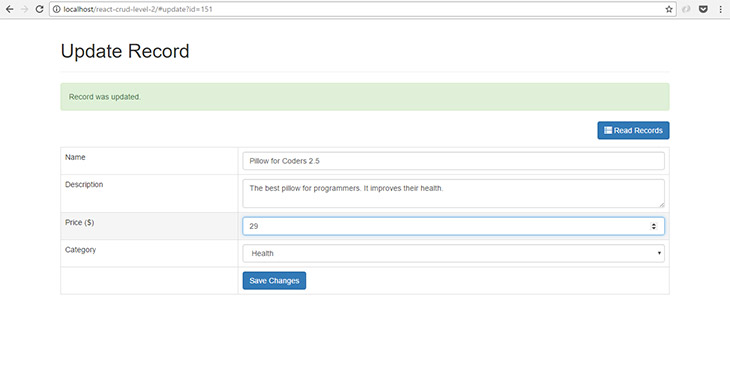 localhost/react-crud-level-2/#update?id=151
Update Record
Record was updated.
Read Records
Name
Pillow for Coders 2.5
Description
The best pillow for programmers. It improves their health.
Price ($)
29
Category
Health
Save Changes